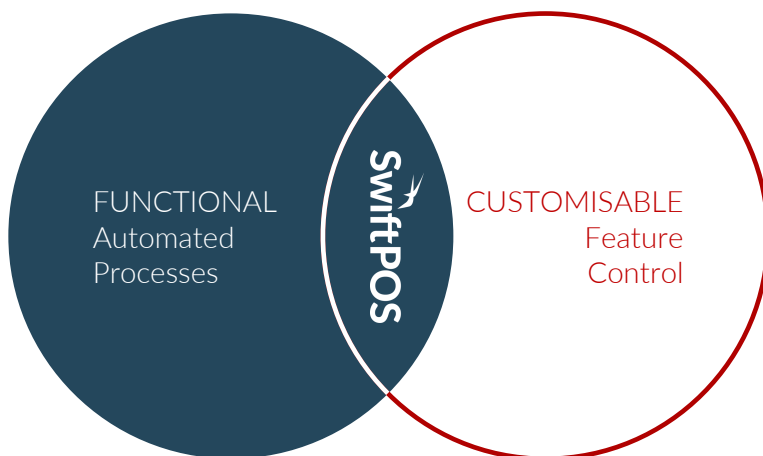 FUNCTIONAL
Automated
Processes
SwiftPOS
CUSTOMISABLE
Feature
Control